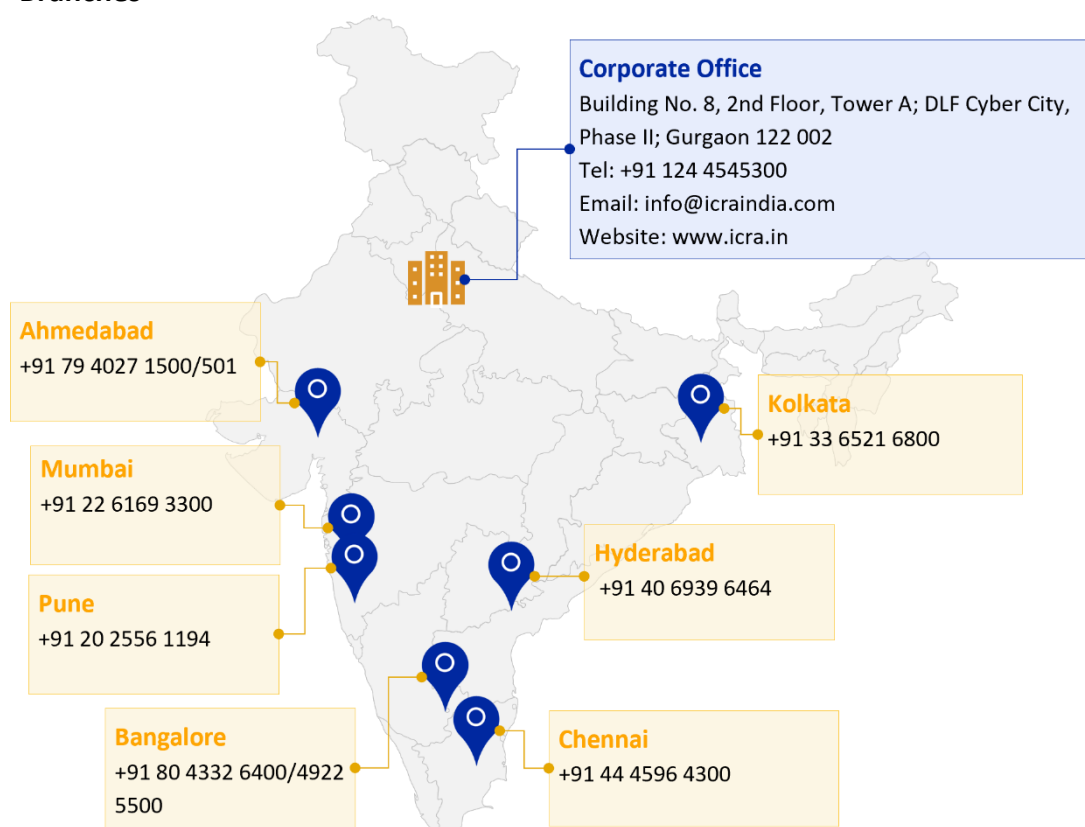 Branches
Corporate Office
Building No. 8, 2nd Floor, Tower A; DLF Cyber City,
Phase II; Gurgaon 122 002
Tel: +91 124 4545300
Email: info@icraindia.com
Website: www.icra.in
Ahmedabad
+91 79 4027 1500/501
Kolkata
+91 33 6521 6800
Mumbai
+91 22 6169 3300
Hyderabad
+91 40 6939 6464
Pune
+91 20 2556 1194
Bangalore
+91 80 4332 6400/4922
5500
Chennai
+91 44 4596 4300